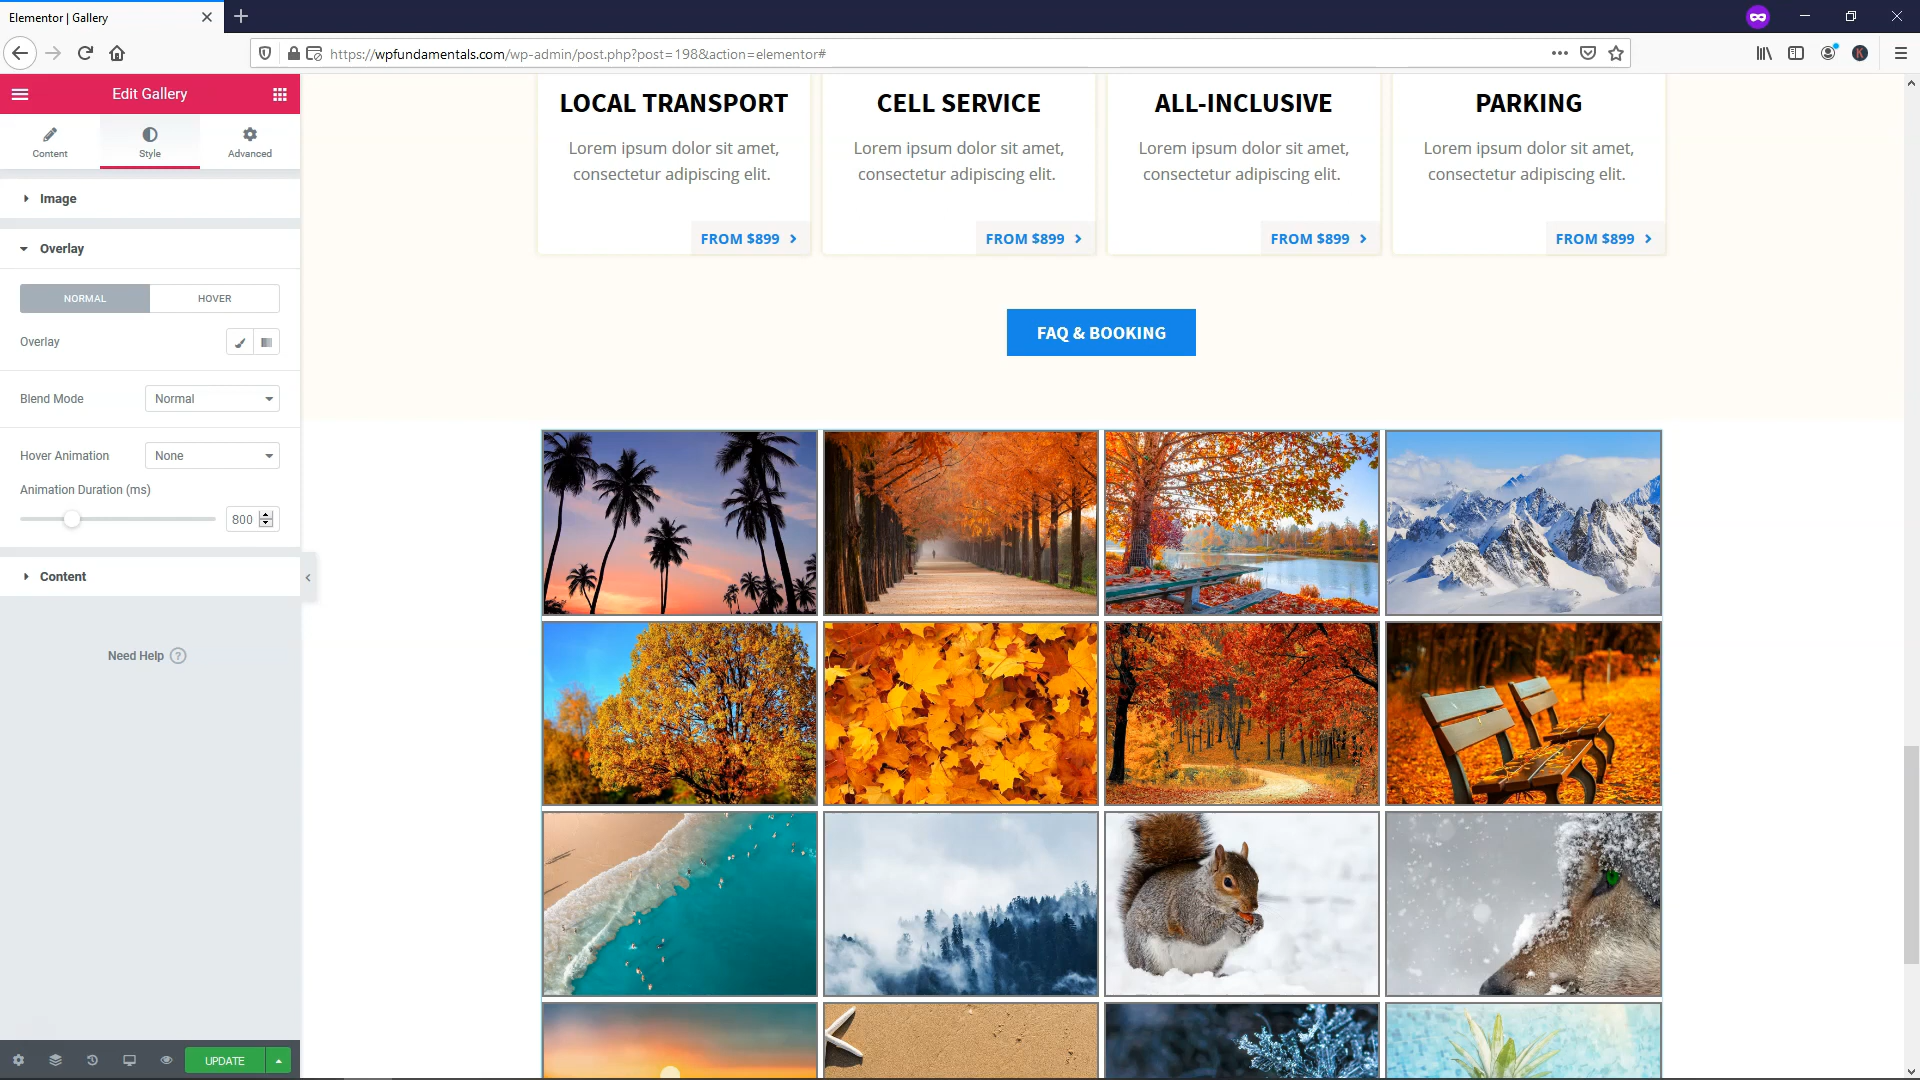 Elementor | Gallery
https://wpfundamentals.com/wp-admin/post.php?post=198&action=elementor#
K
Edit Gallery
Content
Style
Advanced
Image
Overlay
NORMAL
HOVER
Overlay
Blend Mode
Normal
Hover Animation
None
Animation Duration (ms)
800
Content
Need Help ?
UPDATE
LOCAL TRANSPORT
Lorem ipsum dolor sit amet,
consectetur adipiscing elit.
FROM $899
CELL SERVICE
Lorem ipsum dolor sit amet,
consectetur adipiscing elit.
FROM $899
ALL-INCLUSIVE
Lorem ipsum dolor sit amet,
consectetur adipiscing elit.
FROM $899
PARKING
Lorem ipsum dolor sit amet,
consectetur adipiscing elit.
FROM $899
FAQ & BOOKING